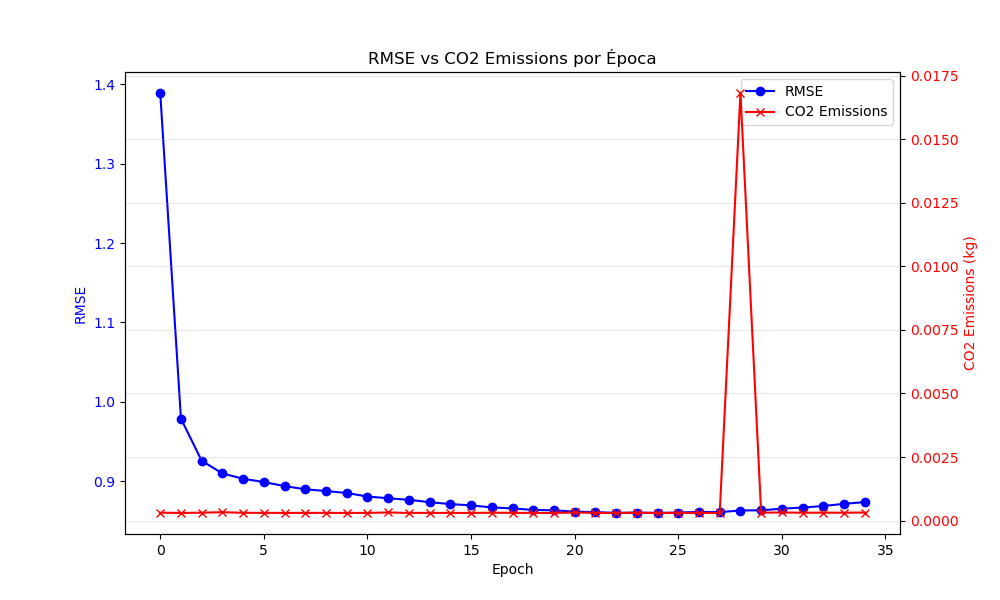 RMSE vs CO2 Emissions por Época
RMSE
CO2 Emissions
1.4
1.3
1.2
1.1
1.0
0.9
RMSE
0.0175
0.0150
0.0125
0.0100
0.0075
0.0050
0.0025
0.0000
CO2 Emissions (kg)
0 5 10 15 20 25 30 35
Epoch